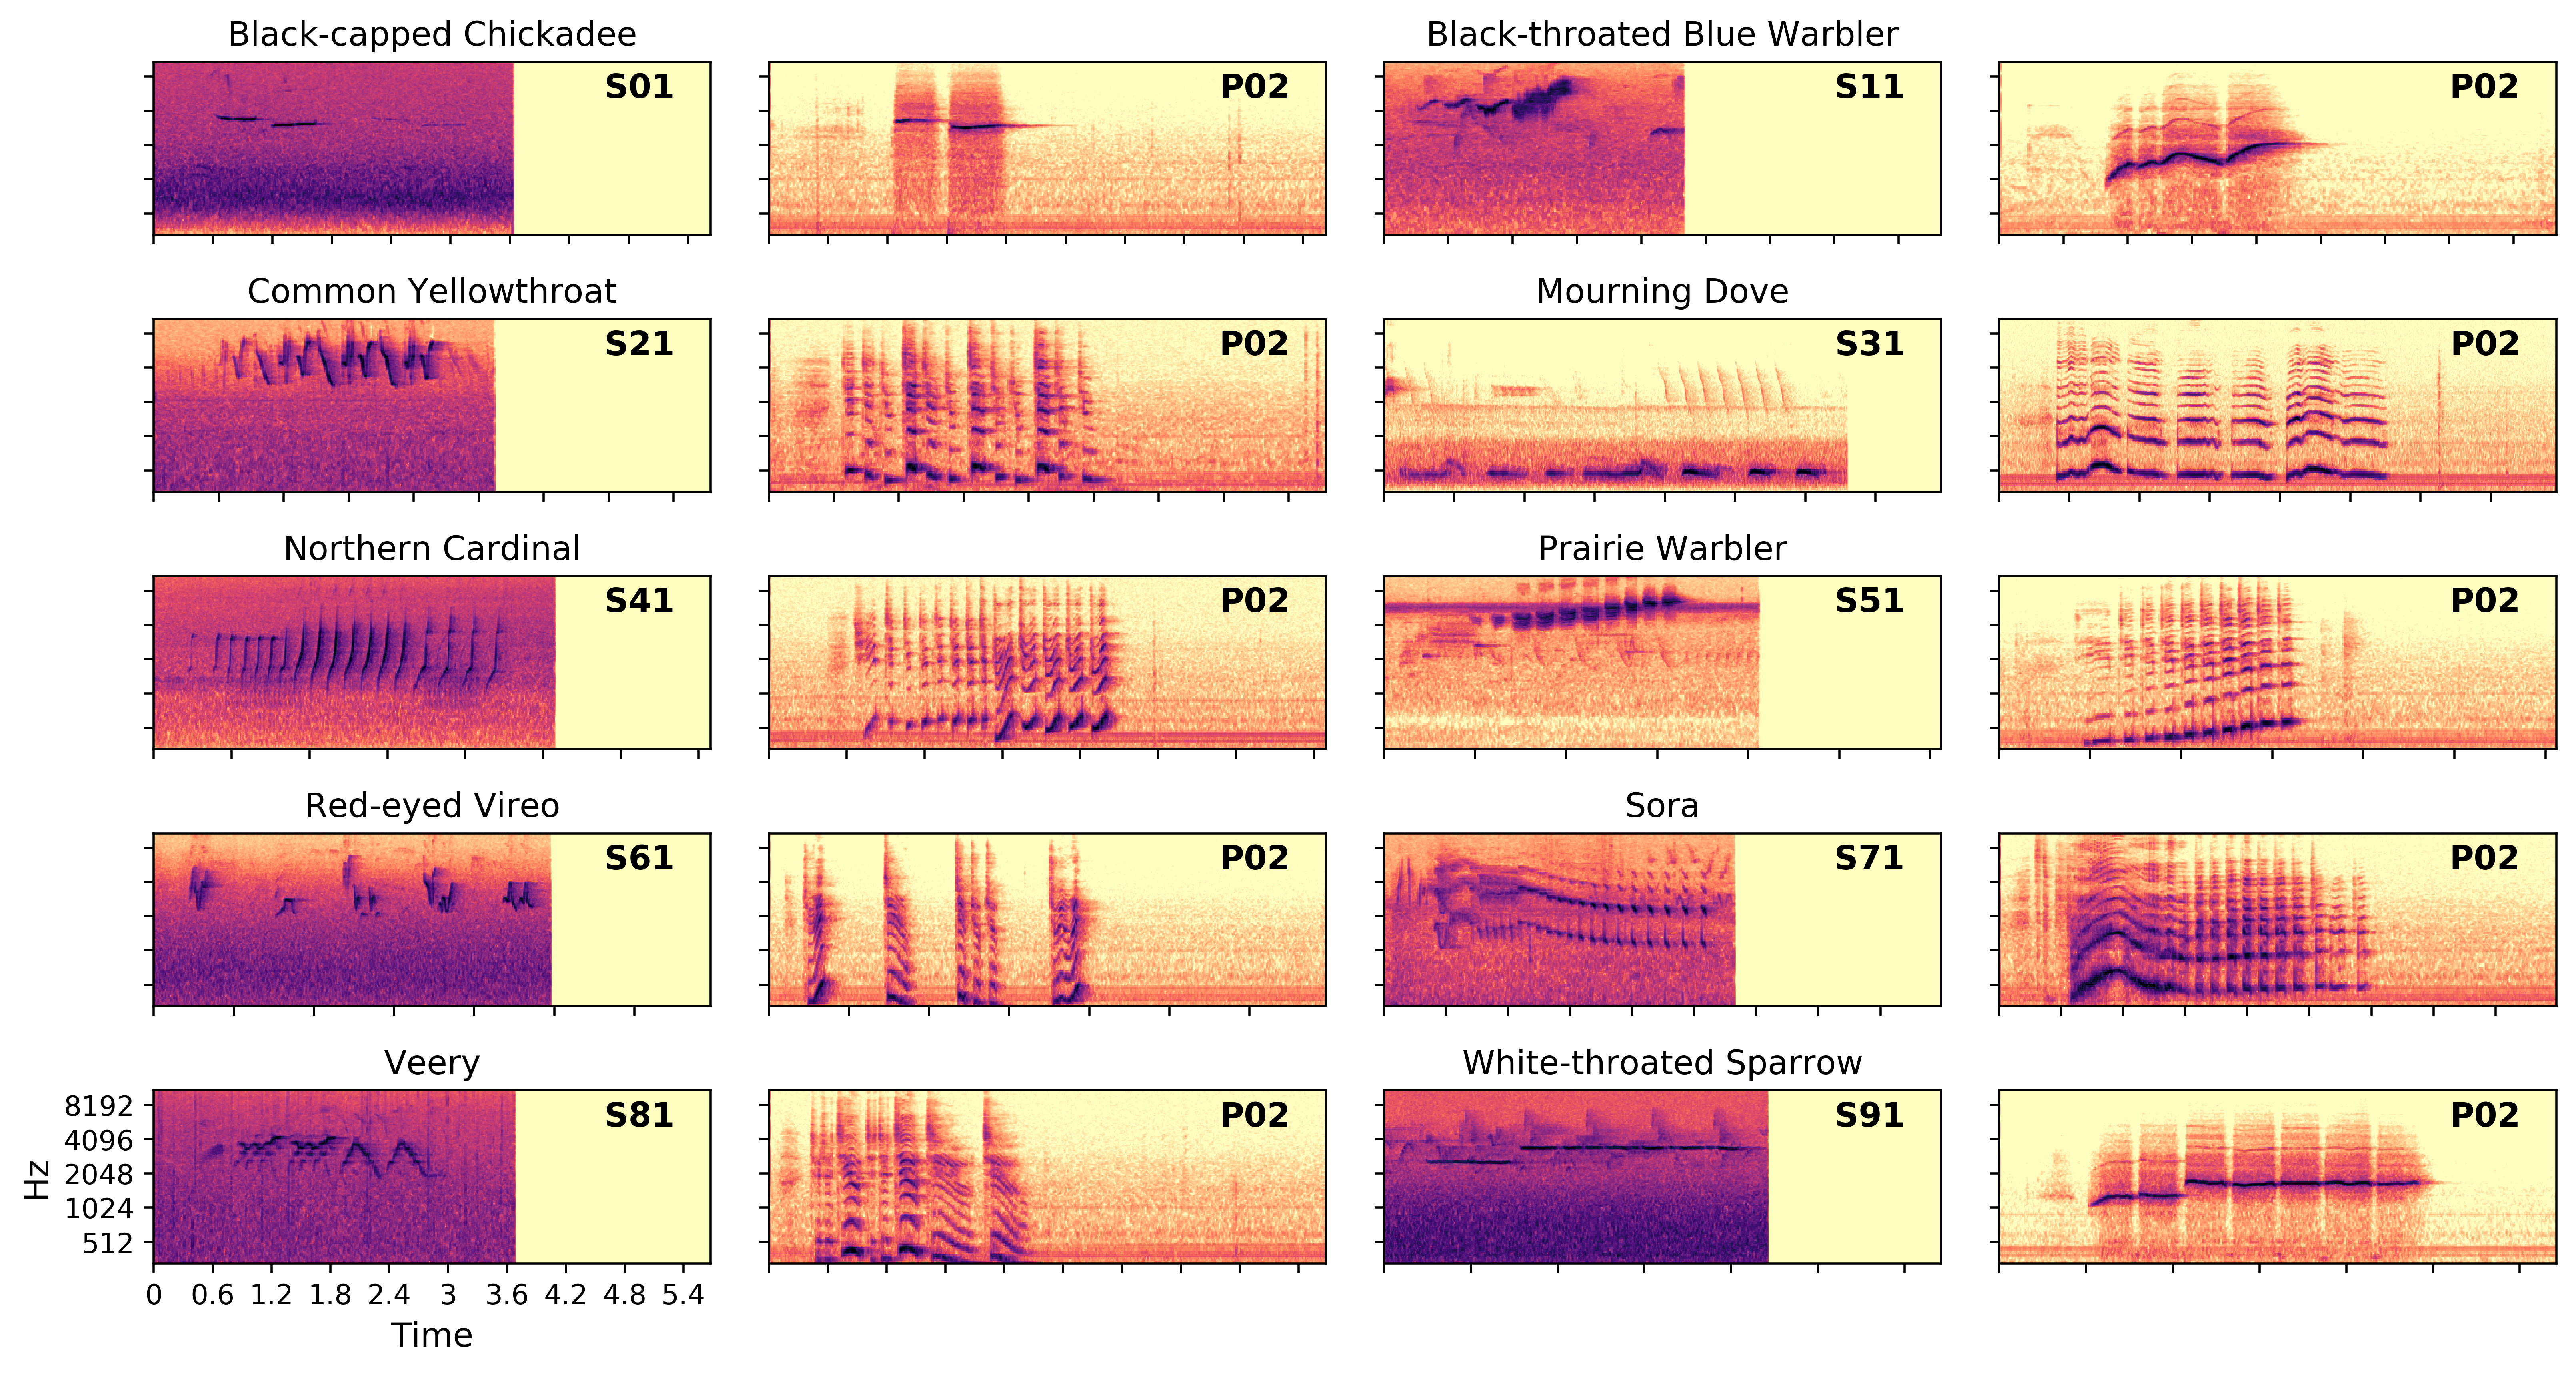 Black-capped Chickadee
Black-throated Blue Warbler
S01
P02
S11
P02
Common Yellowthroat
Mourning Dove
S21
P02
S31
P02
Northern Cardinal
Prairie Warbler
S41
P02
S51
P02
Red-eyed Vireo
Sora
S61
P02
S71
P02
Veery
White-throated Sparrow
S81
P02
S91
P02
8192
4096
2048
1024
512
Hz
0 0.6 1.2 1.8 2.4 3 3.6 4.2 4.8 5.4
Time